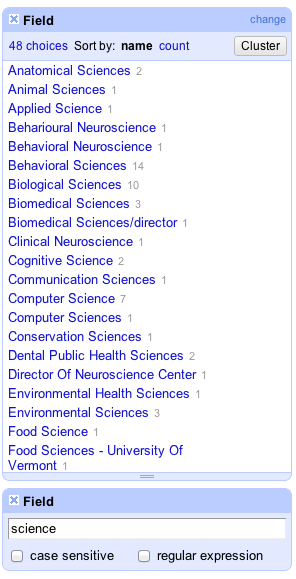 Field change
48 choices Sort by: name count Cluster
Anatomical Sciences 2
Animal Sciences 1
Applied Science 1
Beharioural Neuroscience 1
Behavioral Neuroscience 1
Behavioral Sciences 14
Biological Sciences 10
Biomedical Sciences 3
Biomedical Sciences/director 1
Clinical Neuroscience 1
Cognitive Science 2
Communication Sciences 1
Computer Science 7
Computer Sciences 1
Conservation Sciences 1
Dental Public Health Sciences 2
Director Of Neuroscience Center 1
Environmental Health Sciences 1
Environmental Sciences 3
Food Science 1
Food Sciences - University Of
Vermont 1
Field
science
case sensitive regular expression